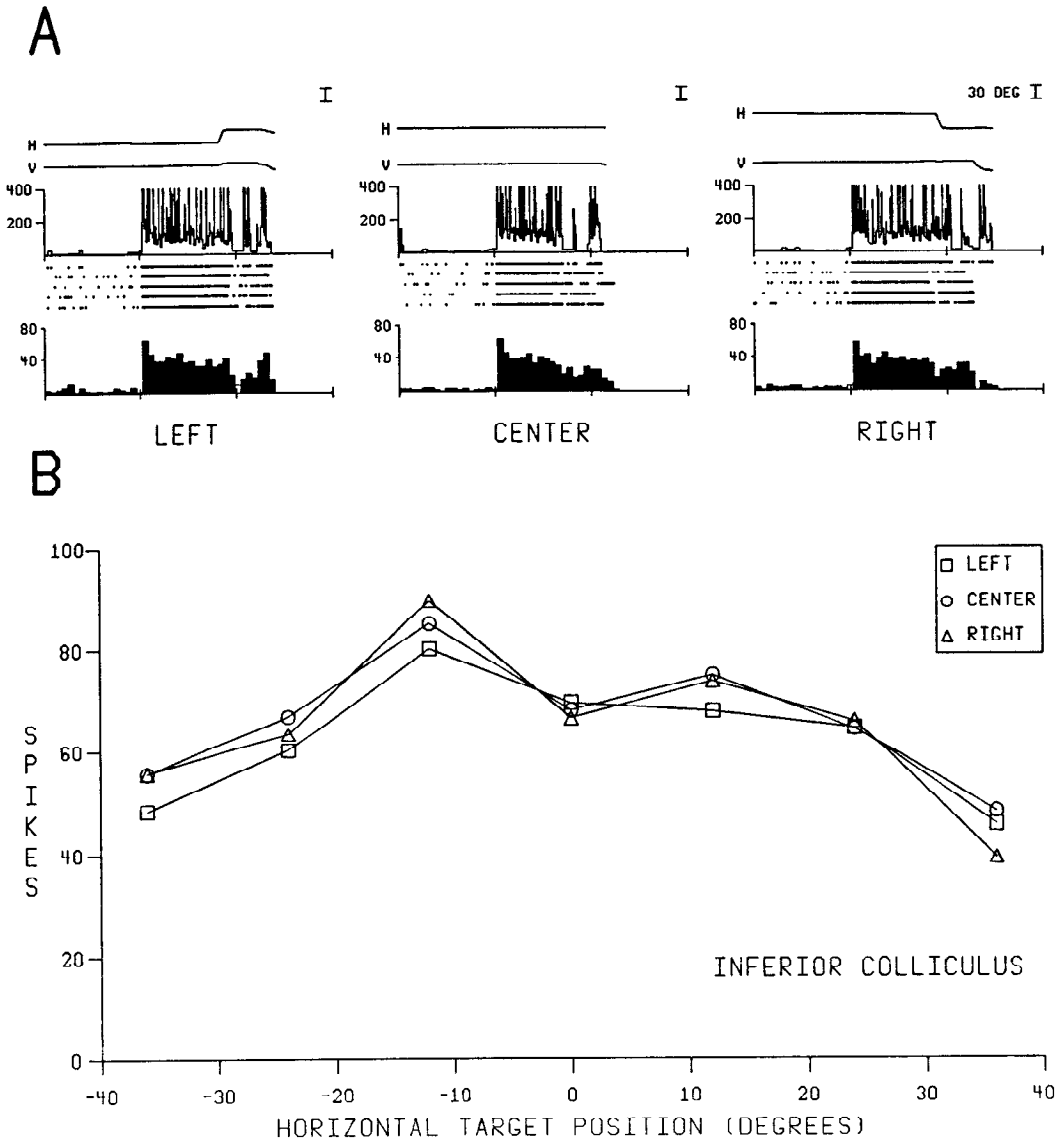 A
30 DEG
H
H
H
V
V
V
400
200
400
200
400
200
80
40
80
40
80
40
LEFT
CENTER
RIGHT
B
100
80
60
40
20
0
SPIKES
LEFT
CENTER
RIGHT
INFERIOR COLLICULUS
-40
-30
-20
-10
0
10
20
30
40
HORIZONTAL TARGET POSITION (DEGREES)